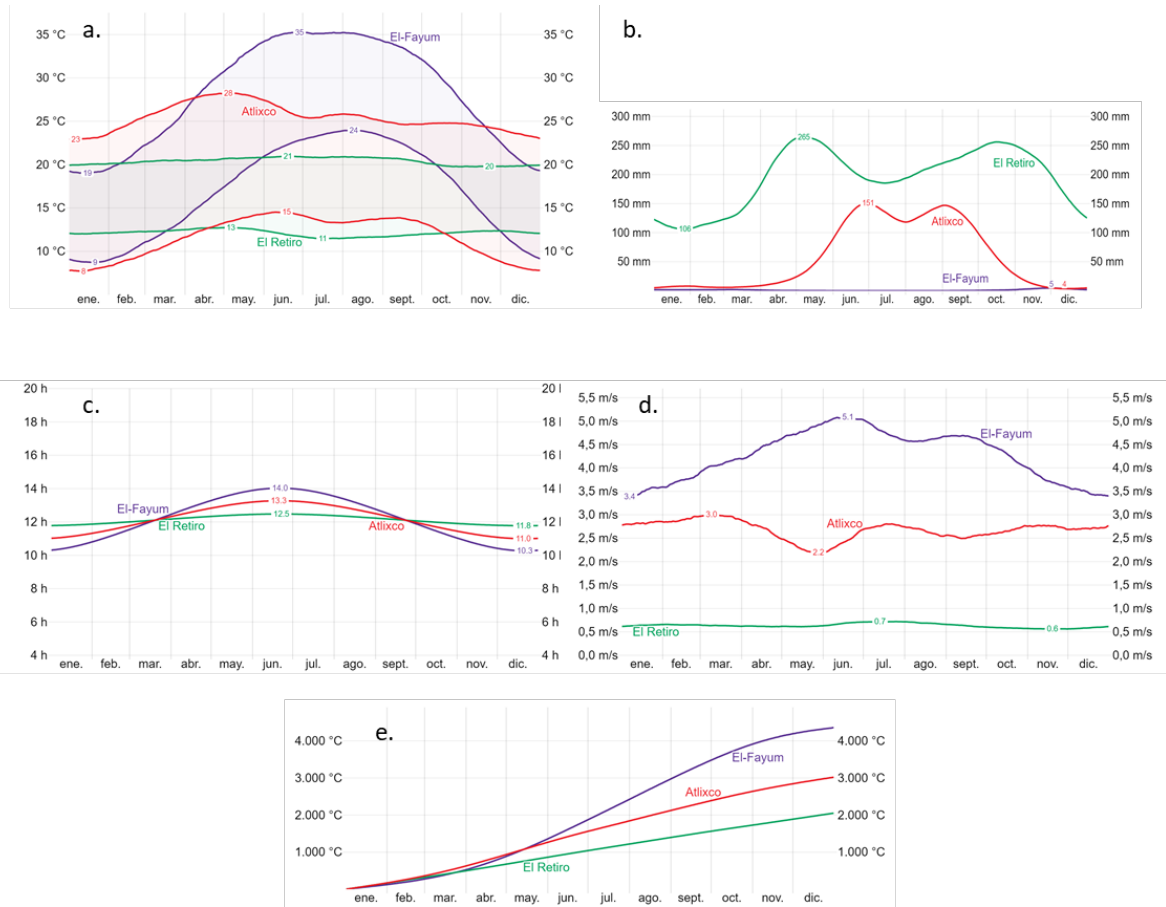 a.
35 °C 35 El-Fayum 35 °C
30 °C 30 °C
28
Atlixco
25 °C 24 25 °C
23
20 °C 19 21 20 20 °C
15 °C 15 15 °C
13 El Retiro 11
10 °C 9 10 °C
8
ene. feb. mar. abr. may. jun. jul. ago. sept. oct. nov. dic.
b.
300 mm 300 mm
265
250 mm 250 mm
El Retiro
200 mm 200 mm
150 mm 151 Atlixco 150 mm
100 mm 106 100 mm
50 mm El-Fayum 50 mm
5 4
ene. feb. mar. abr. may. jun. jul. ago. sept. oct. nov. dic.
c.
20 h 20 l
18 h 18 l
16 h 16 l
14 h 14.0 14 l
El-Fayum 13.3
12 h El Retiro 12.5 Atlixco 11.8 12 l
11.0
10 h 10.3 10 l
8 h 8 h
6 h 6 h
4 h 4 h
ene. feb. mar. abr. may. jun. jul. ago. sept. oct. nov. dic.
d.
5,5 m/s 5,5 m/s
5,0 m/s 5.1 5,0 m/s
El-Fayum
4,5 m/s 4,5 m/s
4,0 m/s 4,0 m/s
3,5 m/s 3.4 3,5 m/s
3,0 m/s 3.0 Atlixco 3,0 m/s
2,5 m/s 2,5 m/s
2.2
2,0 m/s 2,0 m/s
1,5 m/s 1,5 m/s
1,0 m/s 1,0 m/s
0,5 m/s El Retiro 0.7 0.6 0,5 m/s
0,0 m/s 0,0 m/s
ene. feb. mar. abr. may. jun. jul. ago. sept. oct. nov. dic.
e.
4.000 °C El-Fayum 4.000 °C
3.000 °C Atlixco 3.000 °C
2.000 °C 2.000 °C
1.000 °C El Retiro 1.000 °C
ene. feb. mar. abr. may. jun. jul. ago. sept. oct. nov. dic.